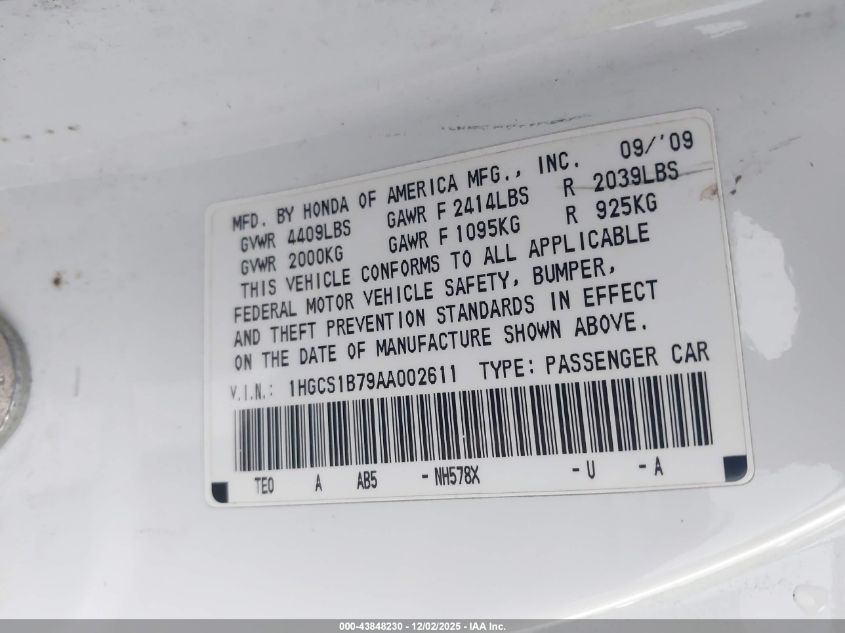 MFD. BY HONDA OF AMERICA MFG., INC. 09/'09
GVWR 4409LBS GAWR F 2414LBS R 2039LBS
GVWR 2000KG GAWR F 1095KG R 925KG
THIS VEHICLE CONFORMS TO ALL APPLICABLE
FEDERAL MOTOR VEHICLE SAFETY, BUMPER,
AND THEFT PREVENTION STANDARDS IN EFFECT
ON THE DATE OF MANUFACTURE SHOWN ABOVE.
V.I.N.: 1HGCS1B79AA002611 TYPE: PASSENGER CAR
TE0 A AB5 -NH578X -U -A
000-43848230 - 12/02/2025 - IAA Inc.